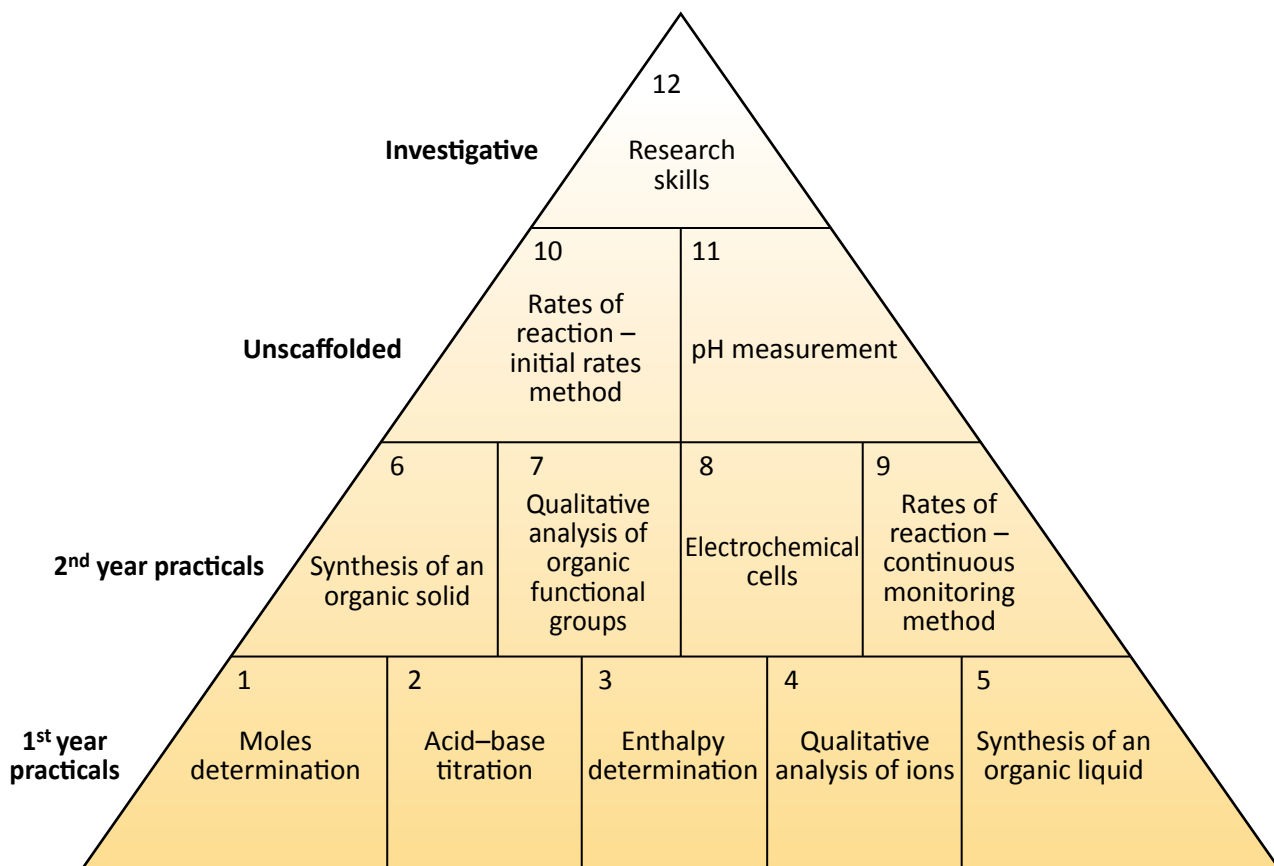 12
Investigative
Research
skills
10
11
Unscaffolded
Rates of
reaction –
initial rates
method
pH measurement
6
7
8
9
2nd year practicals
Synthesis of an
organic solid
Qualitative
analysis of
organic
functional
groups
Electrochemical
cells
Rates of
reaction –
continuous
monitoring
method
1st year
practicals
1
2
3
4
5
Moles
determination
Acid–base
titration
Enthalpy
determination
Qualitative
analysis of ions
Synthesis of an
organic liquid